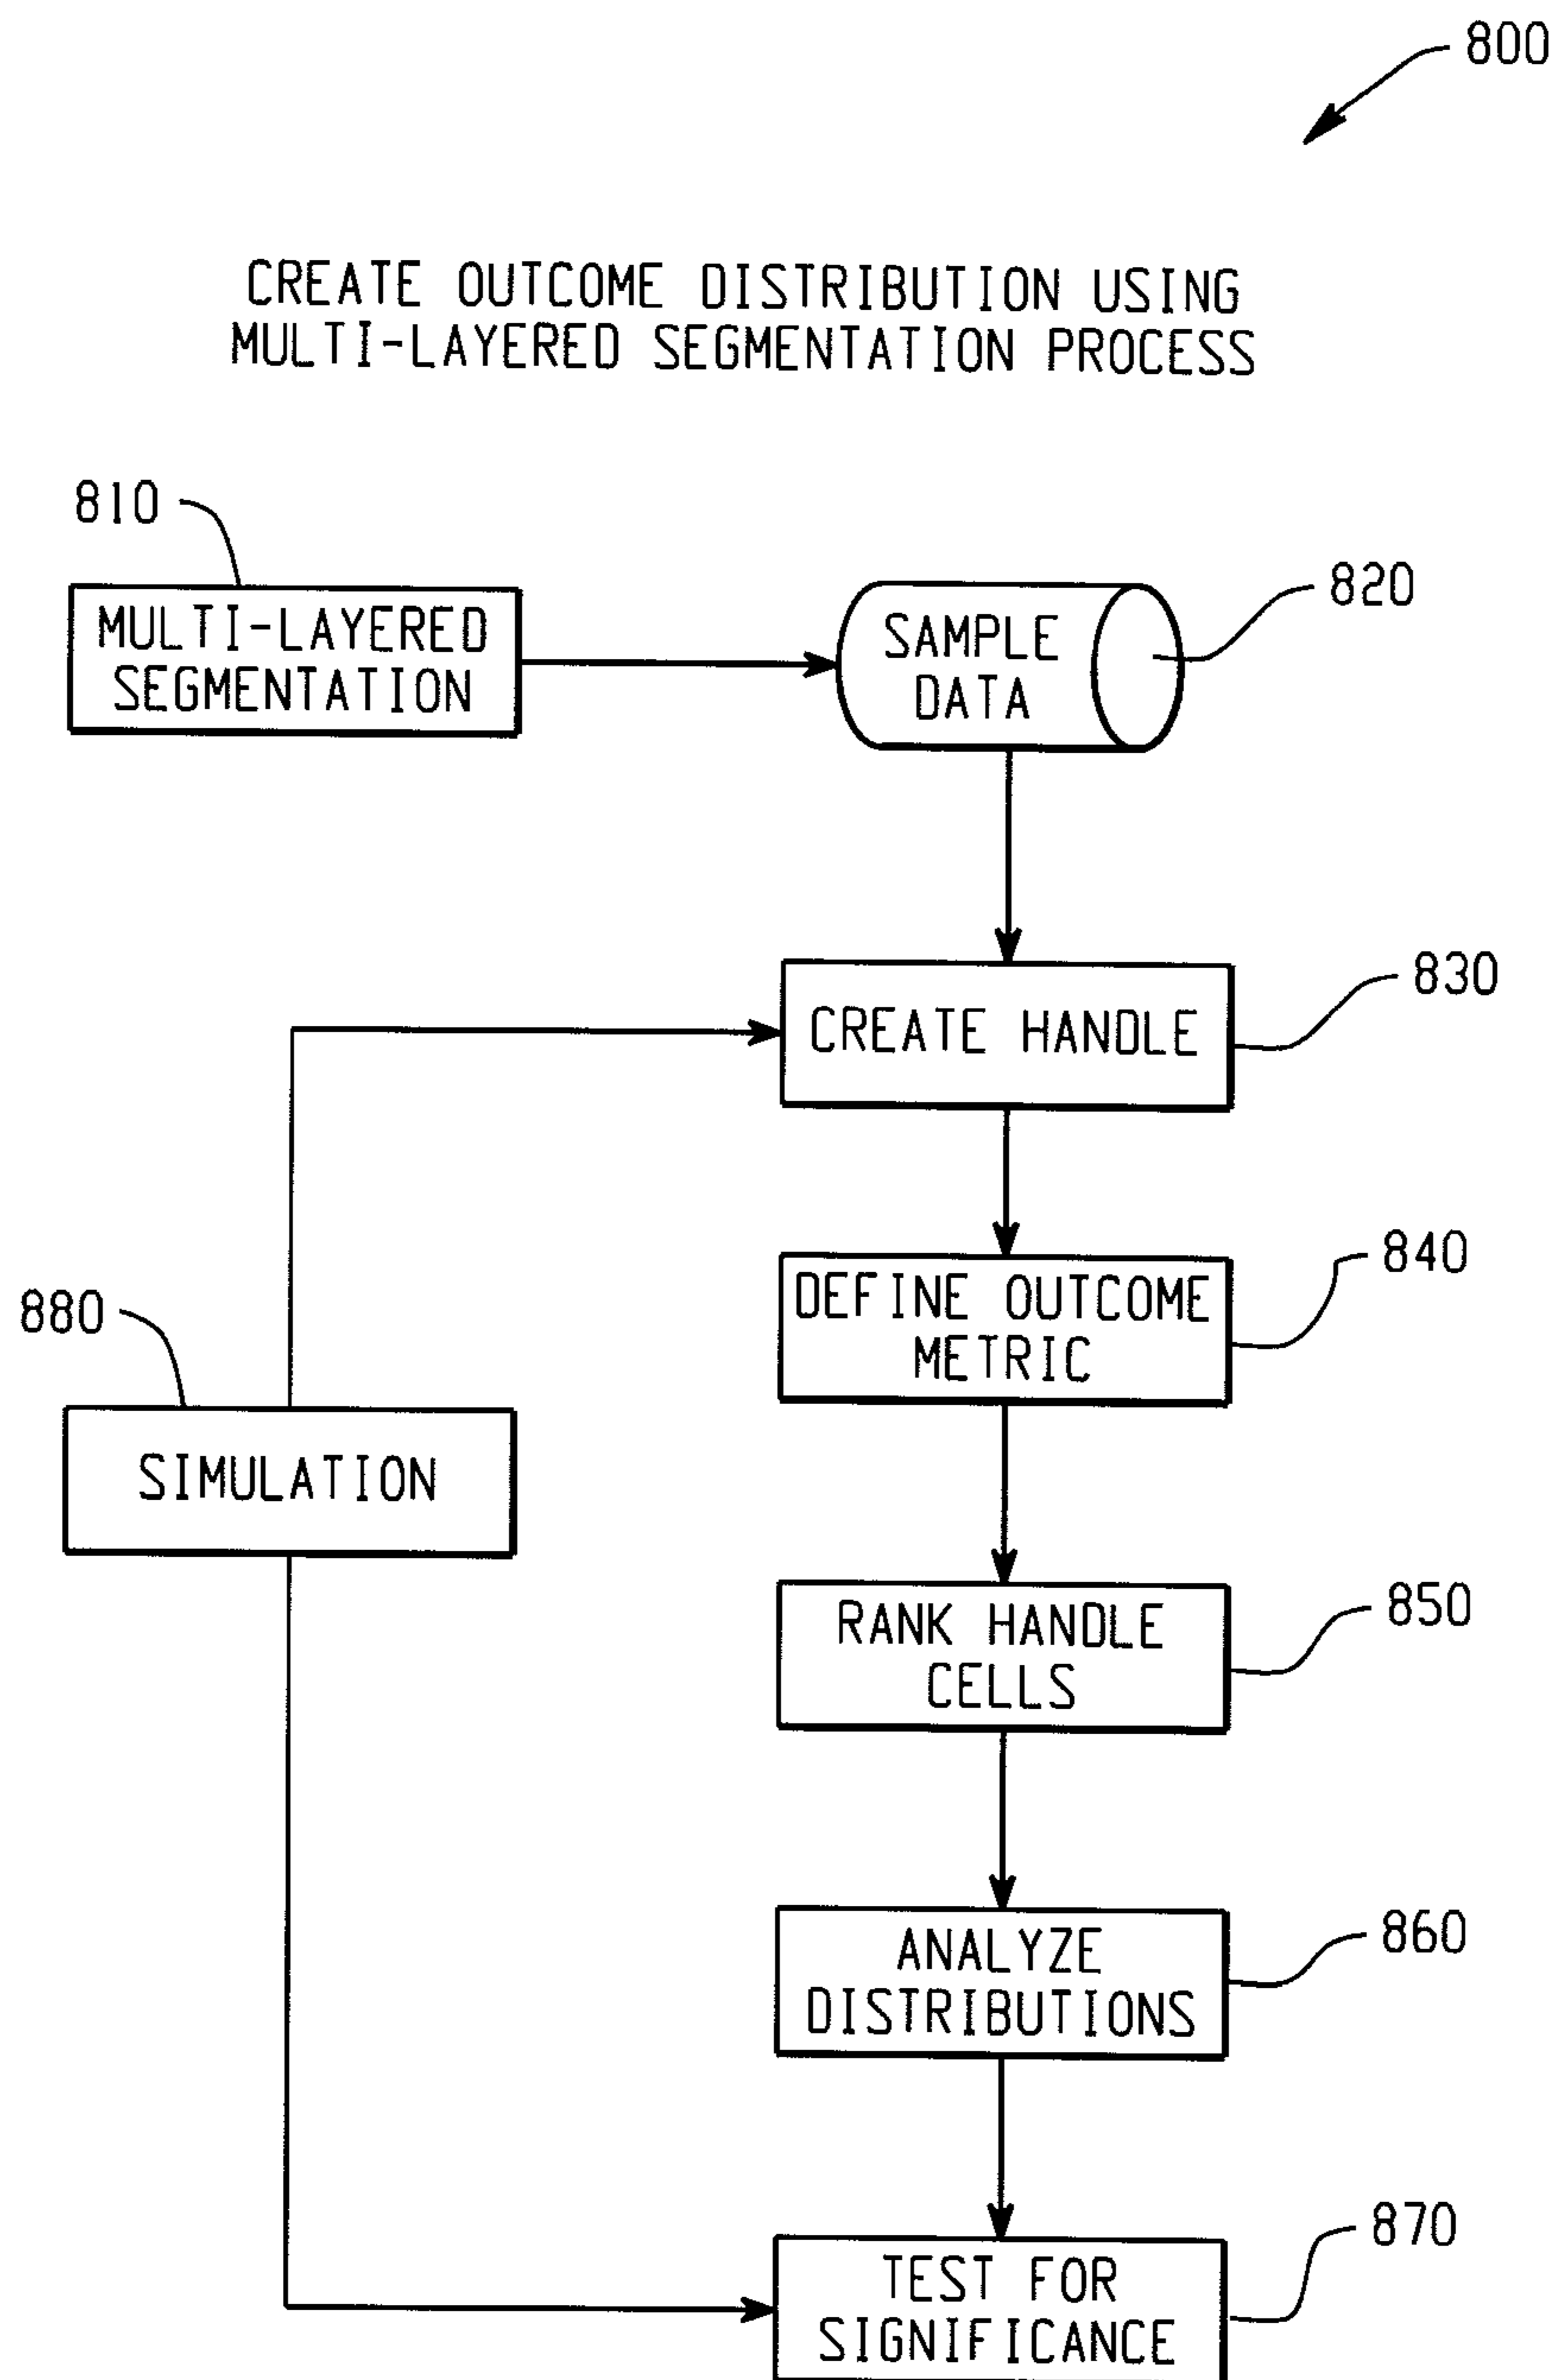 800
CREATE OUTCOME DISTRIBUTION USING
MULTI-LAYERED SEGMENTATION PROCESS
810
MULTI-LAYERED
SEGMENTATION
820
SAMPLE
DATA
830
CREATE HANDLE
840
DEFINE OUTCOME
METRIC
880
SIMULATION
850
RANK HANDLE
CELLS
860
ANALYZE
DISTRIBUTIONS
870
TEST FOR
SIGNIFICANCE